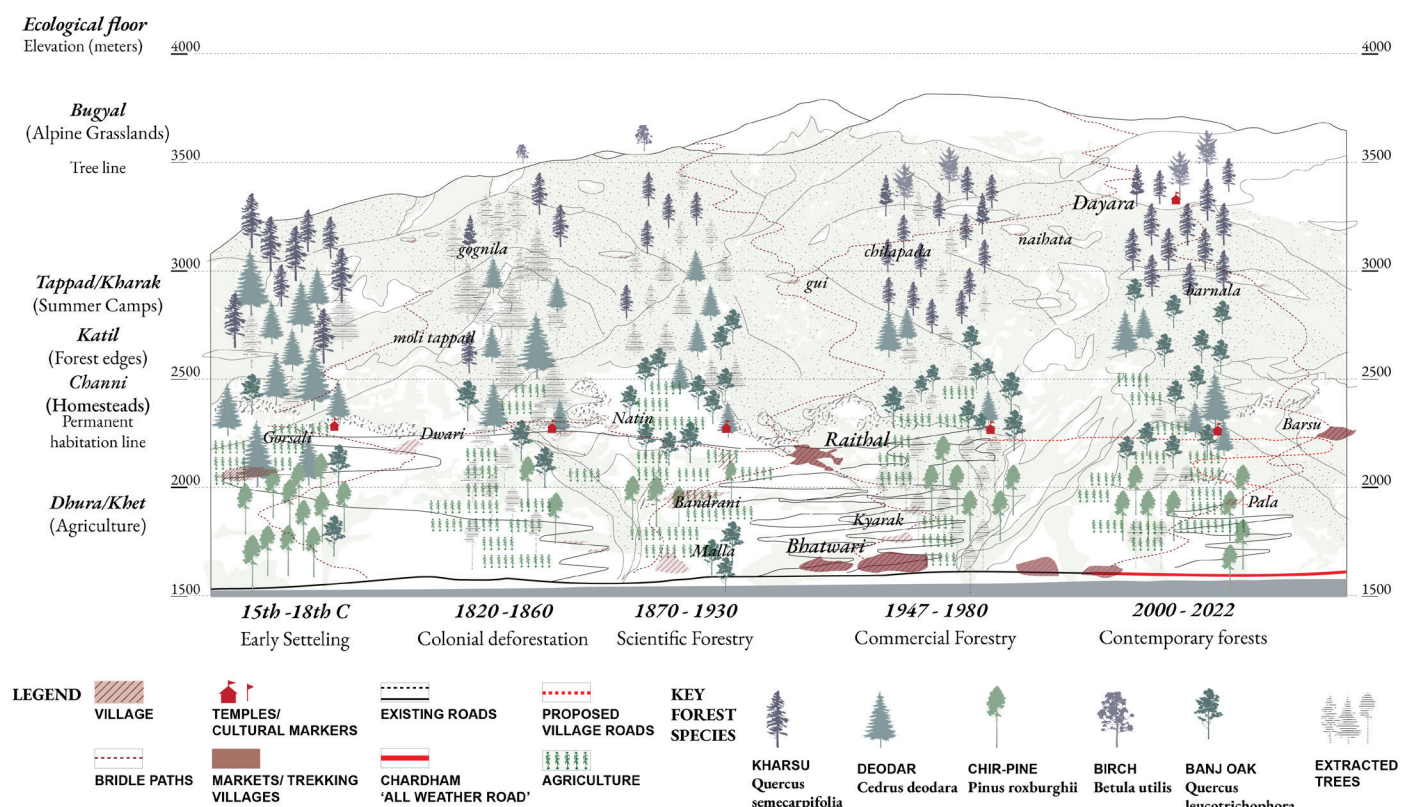 Ecological floor
Elevation (meters)
4000
4000
Bugyal
(Alpine Grasslands)
Tree line
3500
3500
Dayara
gognila
chilapada
naihata
3000
3000
Tappad/Kharak
(Summer Camps)
gui
barnala
Katil
(Forest edges)
moli tappad
Channi
(Homesteads)
2500
2500
Permanent
habitation line
Gorsali
Dwari
Natin
Raithal
Barsu
2000
2000
Dhura/Khet
(Agriculture)
Bandrani
Kyarak
Pala
Malla
Bhatwari
1500
1500
15th -18th C
Early Setteling
1820-1860
Colonial deforestation
1870 - 1930
Scientific Forestry
1947 - 1980
Commercial Forestry
2000 - 2022
Contemporary forests
LEGEND
VILLAGE
TEMPLES/
CULTURAL MARKERS
EXISTING ROADS
PROPOSED
VILLAGE ROADS
BRIDLE PATHS
MARKETS/ TREKKING
VILLAGES
CHARDHAM
'ALL WEATHER ROAD'
AGRICULTURE
KEY
FOREST
SPECIES
KHARSU
Quercus
semecarpifolia
DEODAR
Cedrus deodara
CHIR-PINE
Pinus roxburghii
BIRCH
Betula utilis
BANJ OAK
Quercus
leucotrichophora
EXTRACTED
TREES